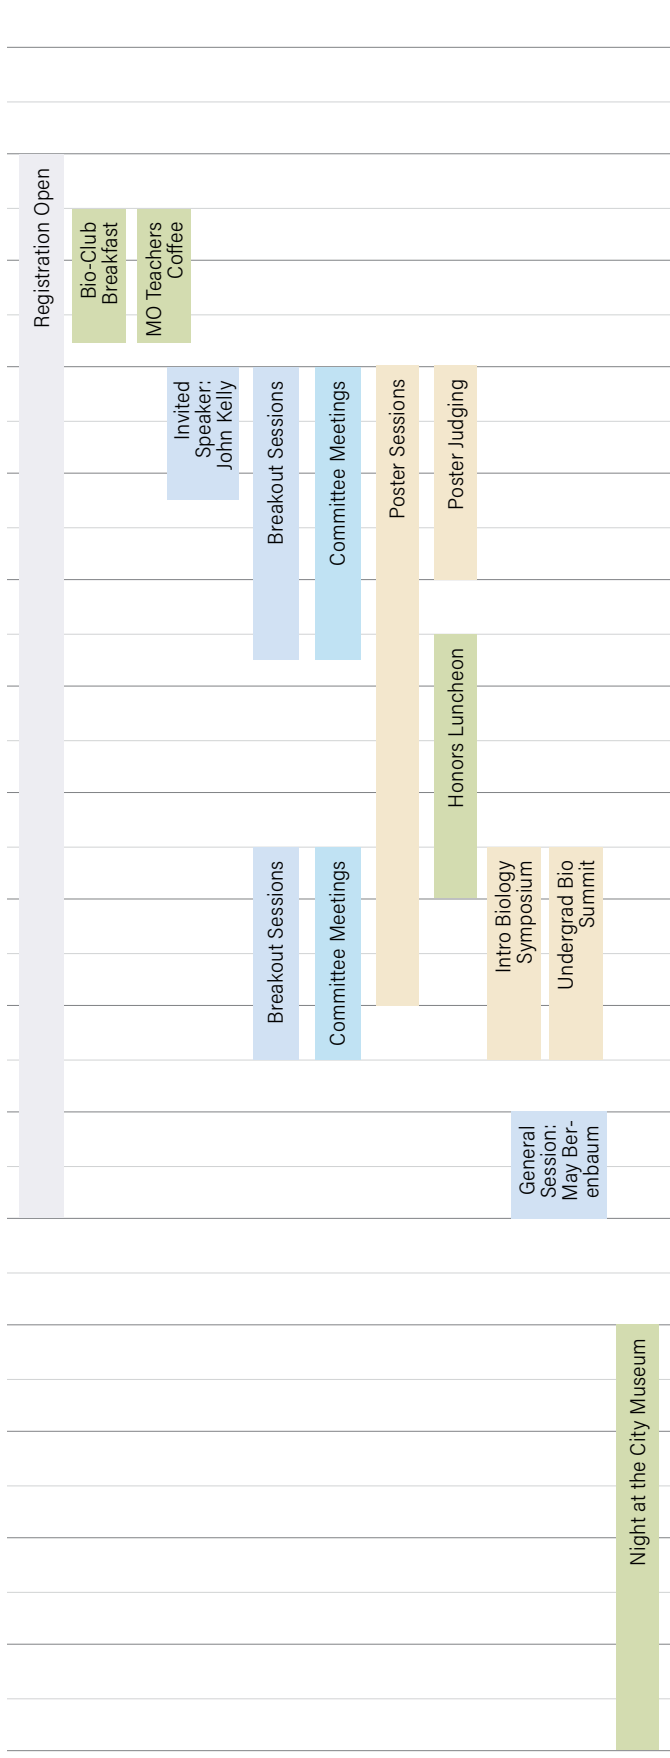 Registration Open
Bio-Club
Breakfast
MO Teachers
Coffee
Invited
Speaker:
John Kelly
Breakout Sessions
Committee Meetings
Poster Sessions
Poster Judging
Honors Luncheon
Breakout Sessions
Committee Meetings
Intro Biology
Symposium
Undergrad Bio
Summit
General
Session:
May Ber-
enbaum
Night at the City Museum